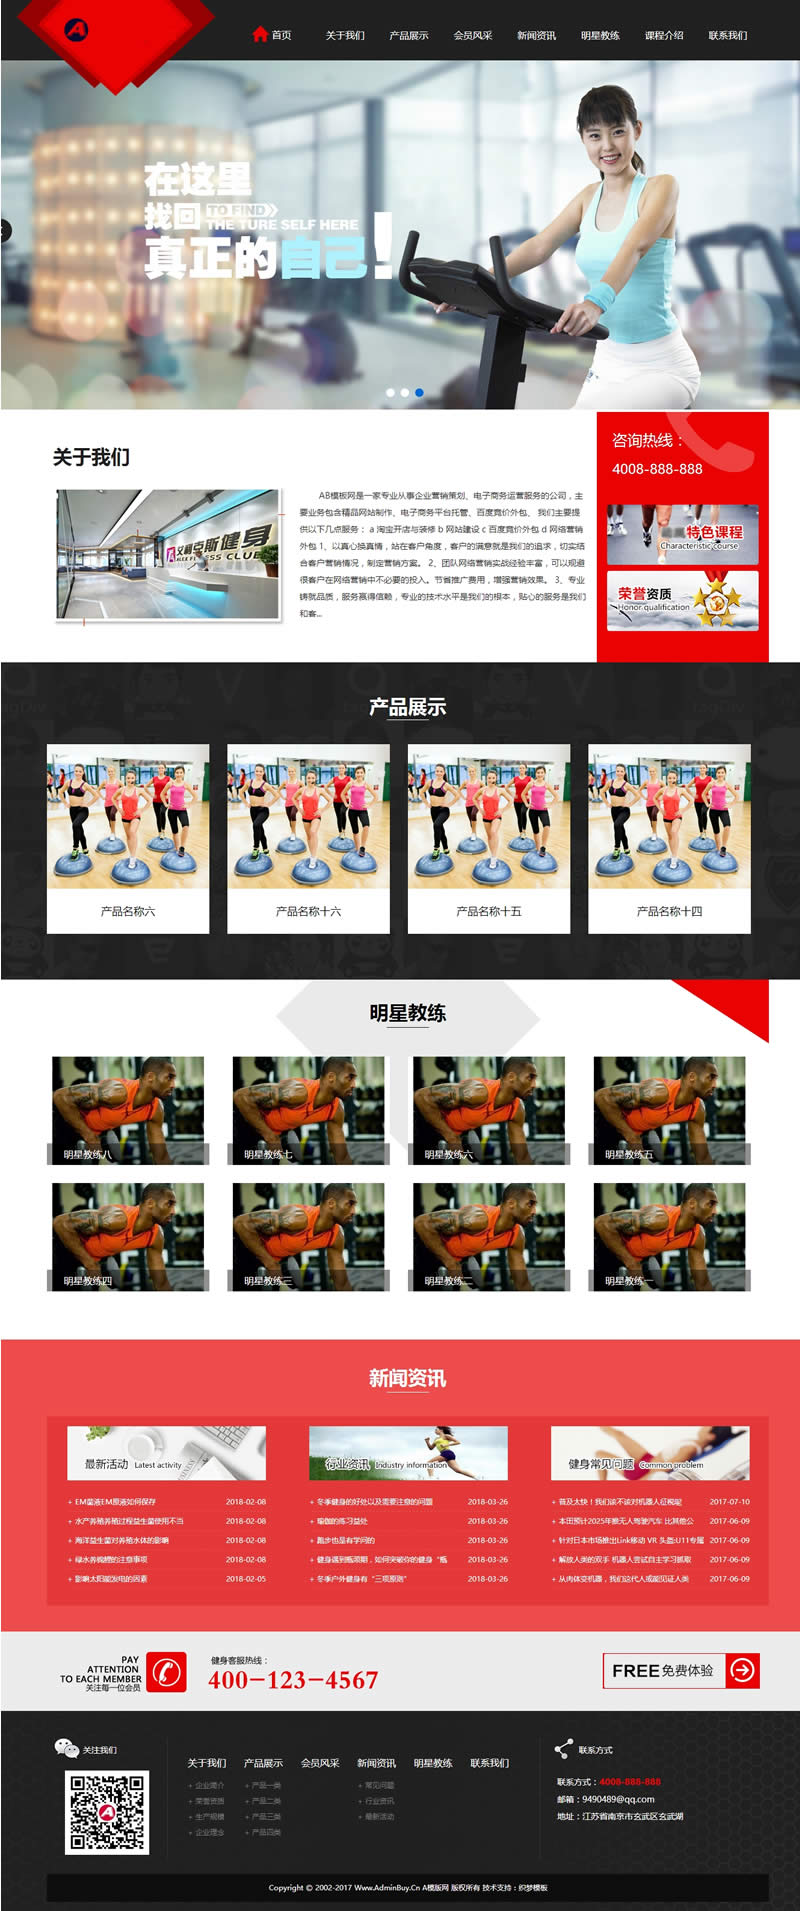 A
首页 关于我们 产品展示 会员风采 新闻资讯 明星教练 课程介绍 联系我们
在这里
找回 TO FIND
THE TURE SELF HERE
真正的自己!
关于我们
AB模板网是一家专业从事企业营销策划、电子商务运营服务的公司，主
要业务包含精品网站制作、电子商务平台托管、百度竞价外包、 我们主要提
供以下几点服务： a 淘宝开店与装修 b 网站建设 c 百度竞价外包 d 网络营销
外包 1、以真心换真情，站在客户角度，客户的满意就是我们的追求，切实结
合客户营销情况，制定营销方案。 2、团队网络营销实战经验丰富，可以规避
很客户在网络营销中不必要的投入。节省推广费用，增强营销效果。 3、专业
铸就品质，服务赢得信赖，专业的技术水平是我们的根本，贴心的服务是我们
和客...
克斯健身
FITNESS CLUB
咨询热线：
4008-888-888
特色课程
Characteristic course
荣誉资质
Honor qualification
产品展示
产品名称六 产品名称十六 产品名称十五 产品名称十四
明星教练
明星教练八 明星教练七 明星教练六 明星教练五
明星教练四 明星教练三 明星教练二 明星教练一
新闻资讯
最新活动 Latest activity
+ EM菌液EM原液如何保存 2018-02-08
+ 水产养殖养殖过程益生菌使用不当 2018-02-08
+ 海洋益生菌对养殖水体的影响 2018-02-08
+ 绿水养锦鲤的注意事项 2018-02-08
+ 影响太阳能发电的因素 2018-02-05
行业资讯 Industry information
+ 冬季健身的好处以及需要注意的问题 2018-03-26
+ 瑜伽的练习益处 2018-03-26
+ 跑步也是有学问的 2018-03-26
+ 健身遇到瓶颈期，如何突破你的健身“瓶 2018-03-26
+ 冬季户外健身有“三项原则” 2018-03-26
健身常见问题 Common problem
+ 普及太快！我们该不该对机器人征税呢 2017-07-10
+ 本田预计2025年推无人驾驶汽车 比其他公 2017-06-09
+ 针对日本市场推出Link移动 VR 头盔:U11专属 2017-06-09
+ 解放人类的双手 机器人尝试自主学习抓取 2017-06-09
+ 从肉体变机器，我们这代人或能见证人类 2017-06-09
PAY
ATTENTION
TO EACH MEMBER
关注每一位会员
健身客服热线：
400-123-4567
FREE免费体验
关注我们
关于我们 产品展示 会员风采 新闻资讯 明星教练 联系我们
+ 企业简介 + 产品一类 + 常见问题
+ 荣誉资质 + 产品二类 + 行业资讯
+ 生产规模 + 产品三类 + 最新活动
+ 企业理念 + 产品四类
联系方式
联系方式：4008-888-888
邮箱：9490489@qq.com
地址：江苏省南京市玄武区玄武湖
Copyright © 2002-2017 Www.AdminBuy.Cn A模版网 版权所有 技术支持：织梦模板